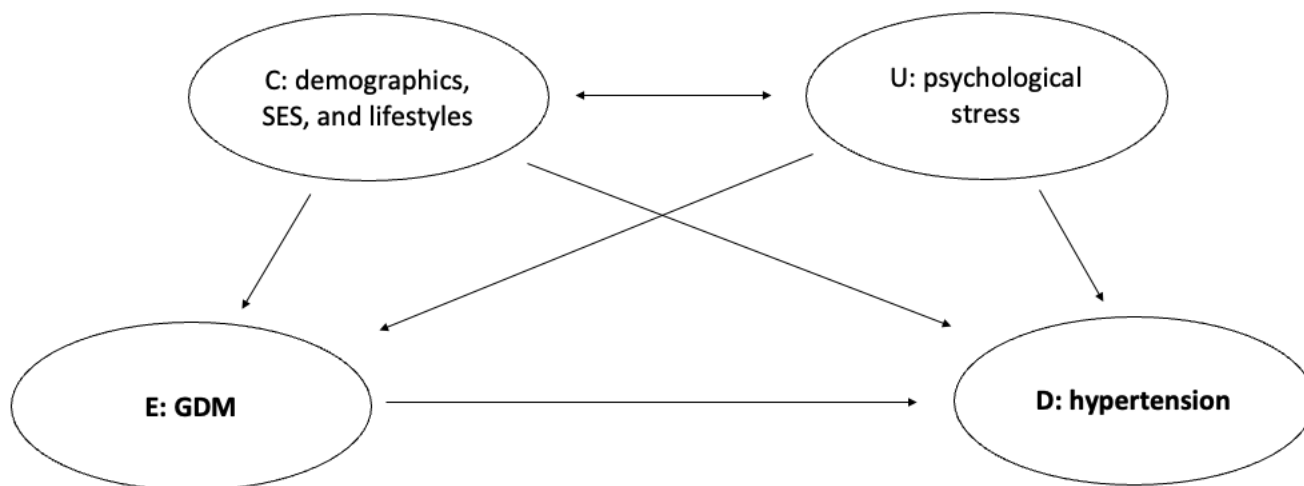 C: demographics,
SES, and lifestyles
U: psychological
stress
E: GDM
D: hypertension